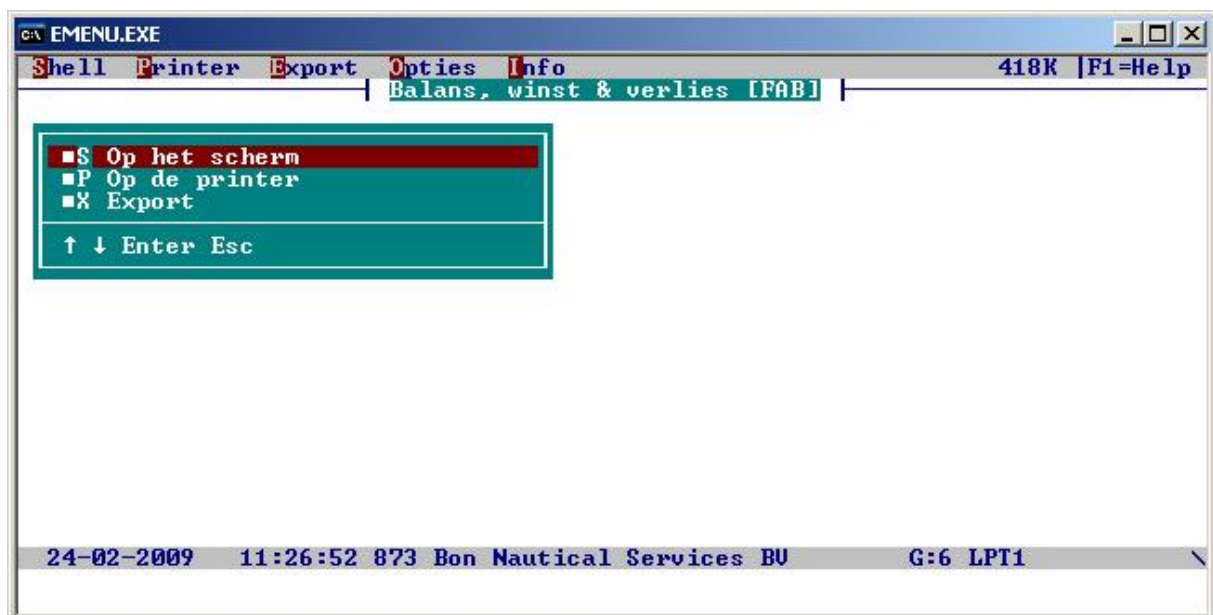 EMENU.EXE
Shell Printer Export Opties Info 418K |F1=Help
Balans, winst & verlies [FAB]
■S Op het scherm
■P Op de printer
■X Export
↑ ↓ Enter Esc
24-02-2009 11:26:52 873 Bon Nautical Services BV G:6 LPT1 \